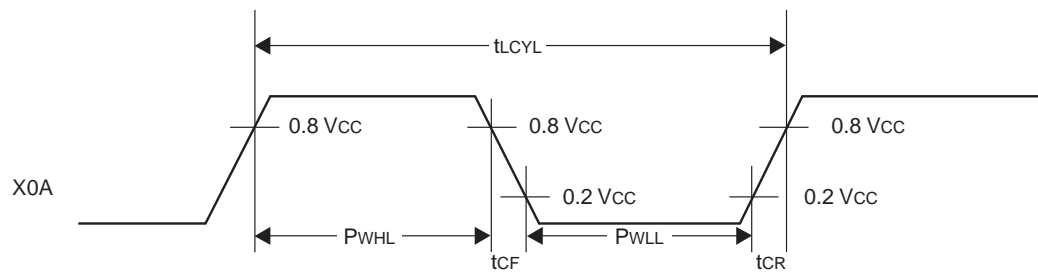 tLCYL
0.8 VCC 0.8 VCC 0.8 VCC
X0A
0.2 VCC 0.2 VCC
PWHL PWLL
tCF tCR